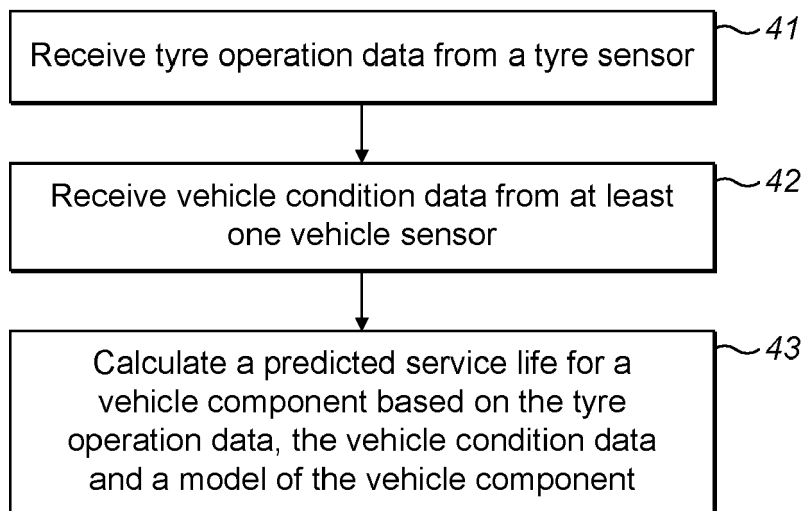 Receive tyre operation data from a tyre sensor
41
Receive vehicle condition data from at least
one vehicle sensor
42
Calculate a predicted service life for a
vehicle component based on the tyre
operation data, the vehicle condition data
and a model of the vehicle component
43